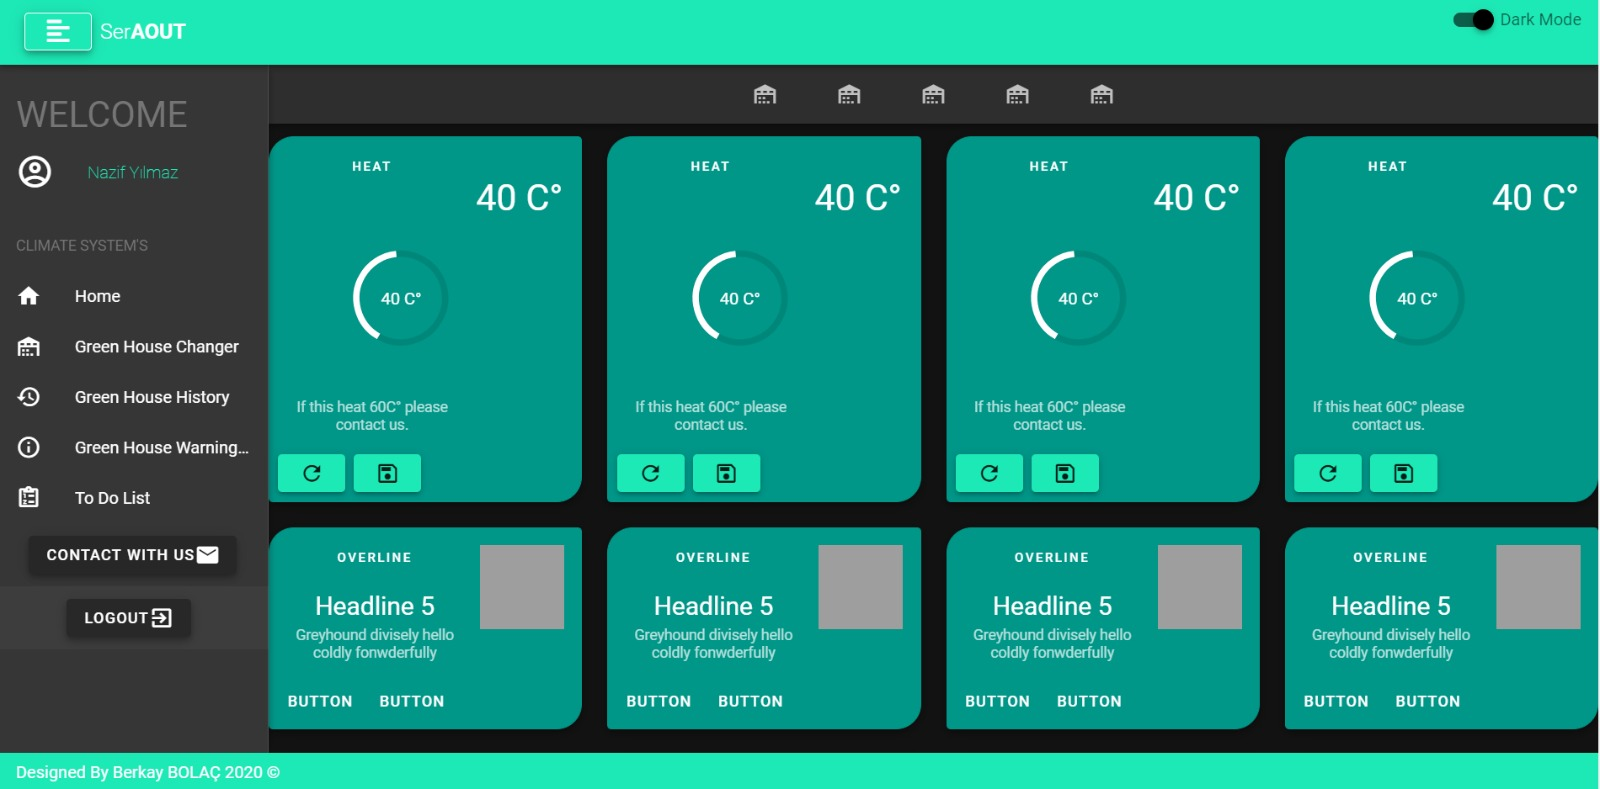 SerAOUT
Dark Mode
WELCOME
Nazif Yılmaz
CLIMATE SYSTEM'S
Home
Green House Changer
Green House History
Green House Warning...
To Do List
CONTACT WITH US
LOGOUT
HEAT
40 C°
40 C°
If this heat 60C° please
contact us.
HEAT
40 C°
40 C°
If this heat 60C° please
contact us.
HEAT
40 C°
40 C°
If this heat 60C° please
contact us.
HEAT
40 C°
40 C°
If this heat 60C° please
contact us.
OVERLINE
Headline 5
Greyhound divisely hello
coldly fonwderfully
BUTTON BUTTON
OVERLINE
Headline 5
Greyhound divisely hello
coldly fonwderfully
BUTTON BUTTON
OVERLINE
Headline 5
Greyhound divisely hello
coldly fonwderfully
BUTTON BUTTON
OVERLINE
Headline 5
Greyhound divisely hello
coldly fonwderfully
BUTTON BUTTON
Designed By Berkay BOLAÇ 2020 ©